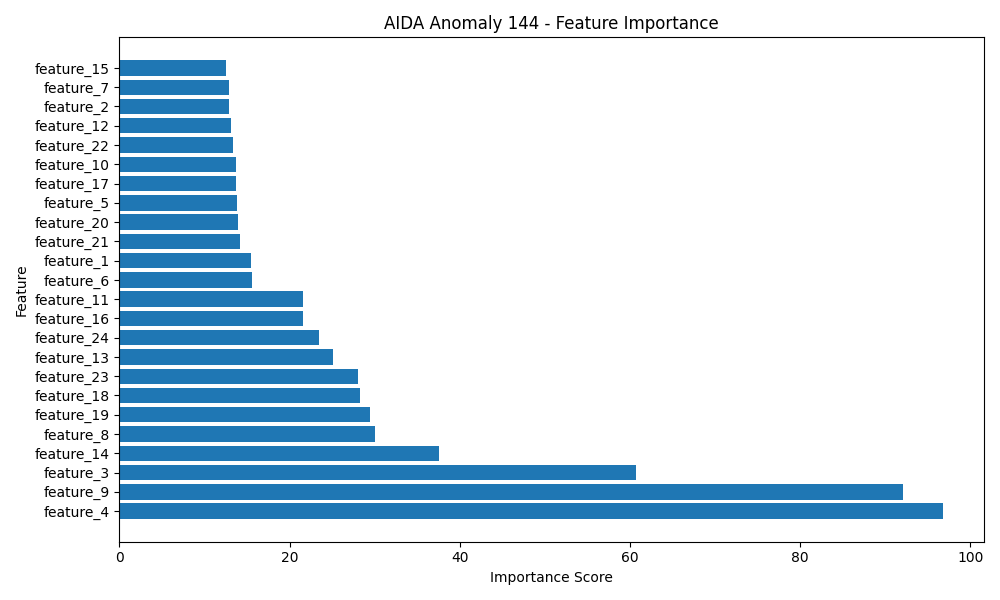 AIDA Anomaly 144 - Feature Importance
feature_15
feature_7
feature_2
feature_12
feature_22
feature_10
feature_17
feature_5
feature_20
feature_21
feature_1
feature_6
feature_11
feature_16
feature_24
feature_13
feature_23
feature_18
feature_19
feature_8
feature_14
feature_3
feature_9
feature_4
Feature
0 20 40 60 80 100
Importance Score